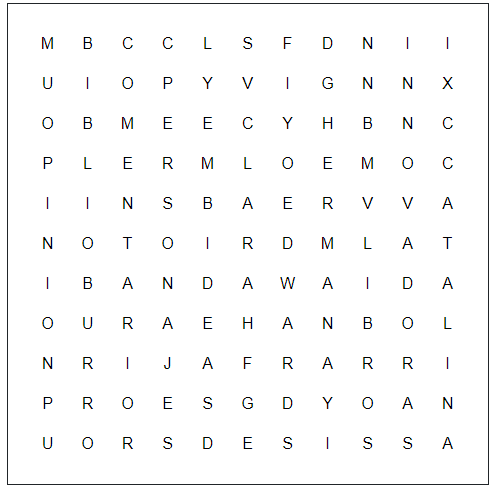 M B C C L S F D N I I
U I O P Y V I G N N X
O B M E E C Y H B N C
P L E R M L O E M O C
I I N S B A E R V V A
N O T O I R D M L A T
I B A N D A W A I D A
O U R A E H A N B O L
N R I J A F R A R R I
P R O E S G D Y O A N
U O R S D E S I S S A